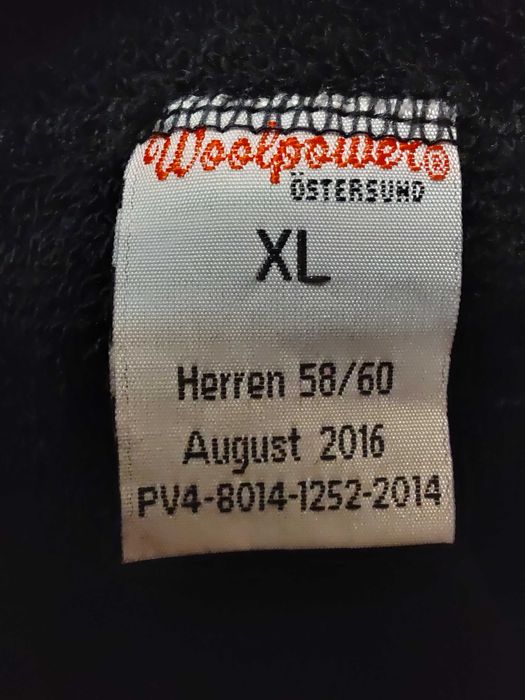 Woolpower®
ÖSTERSUND
XL
Herren 58/60
August 2016
PV4-8014-1252-2014